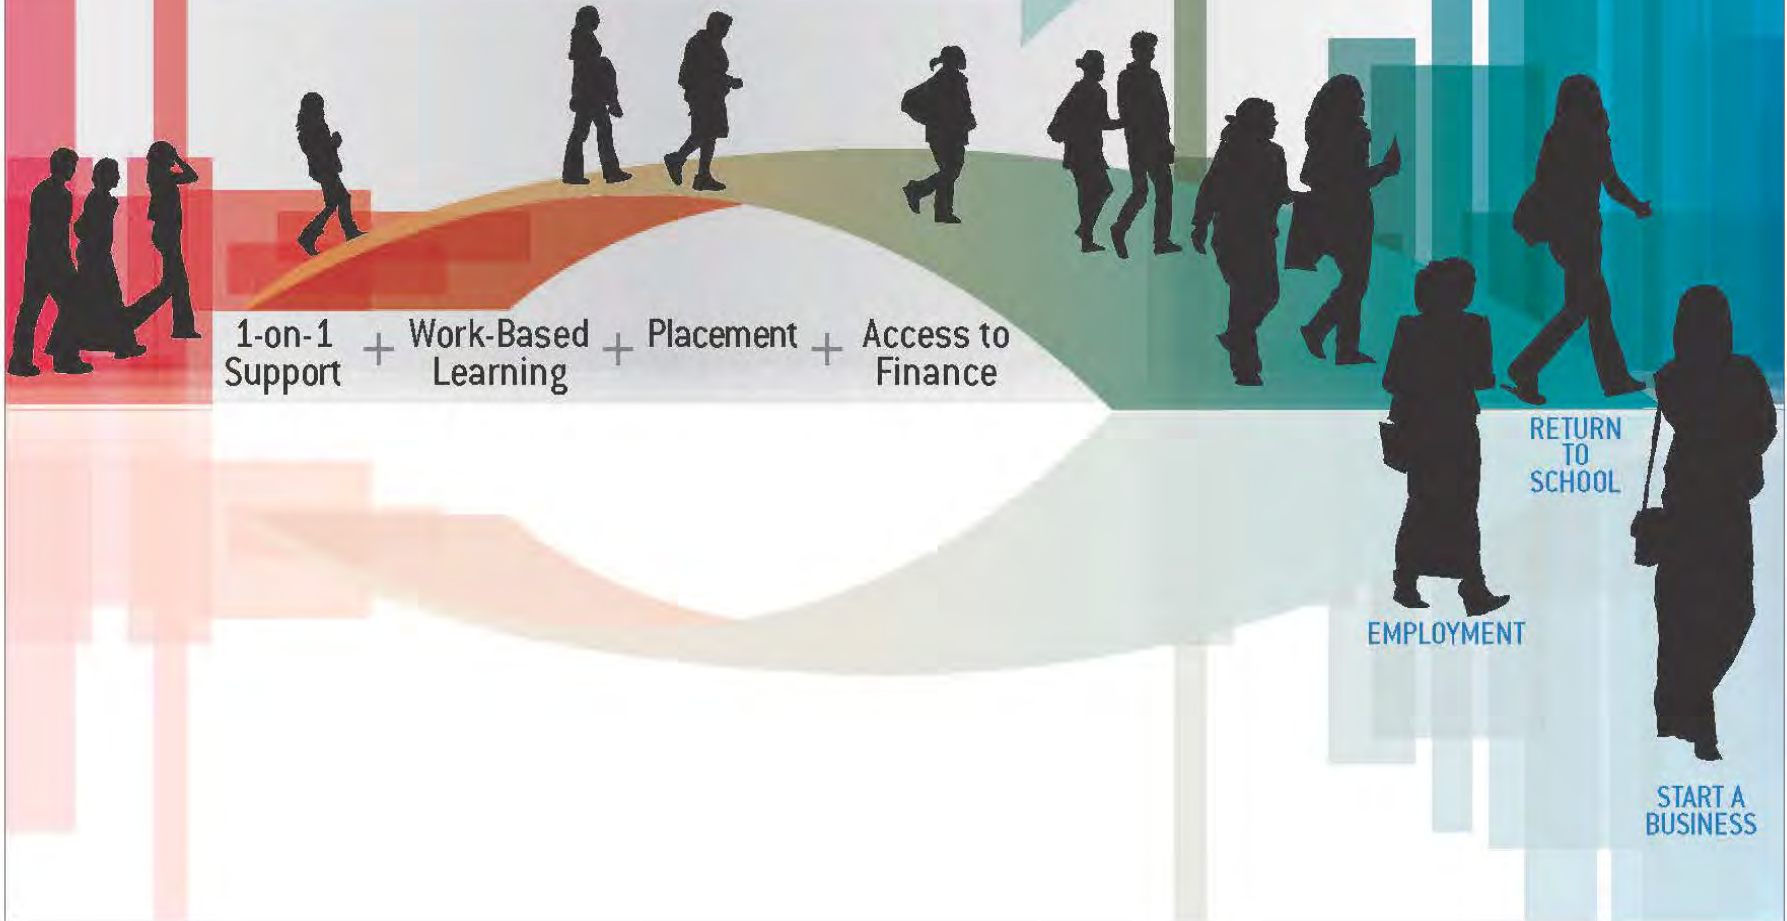 1-on-1
Support
+
Work-Based
Learning
+
Placement
+
Access to
Finance
RETURN
TO
SCHOOL
EMPLOYMENT
START A
BUSINESS